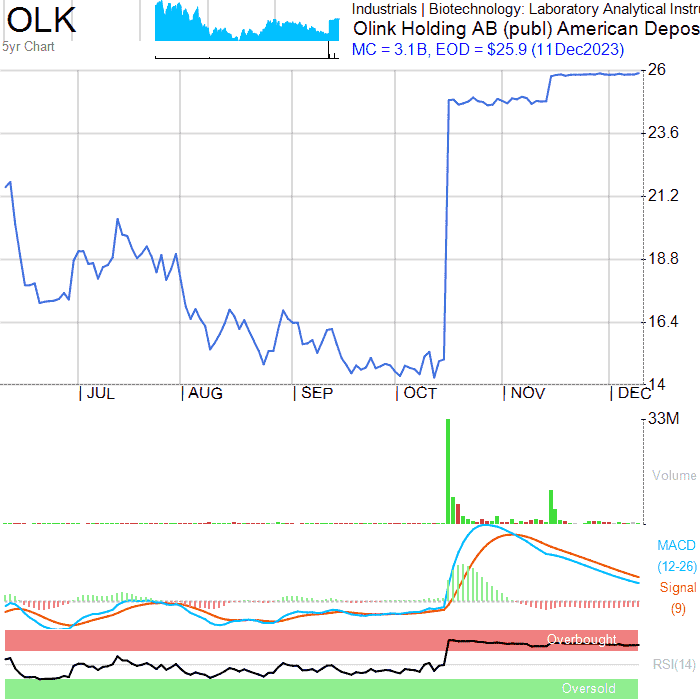 OLK
5yr Chart
Industrials | Biotechnology: Laboratory Analytical Instru
Olink Holding AB (publ) American Depos
MC = 3.1B, EOD = $25.9 (11Dec2023)
26
23.6
21.2
18.8
16.4
14
JUL
AUG
SEP
OCT
NOV
DEC
33M
Volume
MACD
(12-26)
Signal
(9)
Overbought
RSI(14)
Oversold